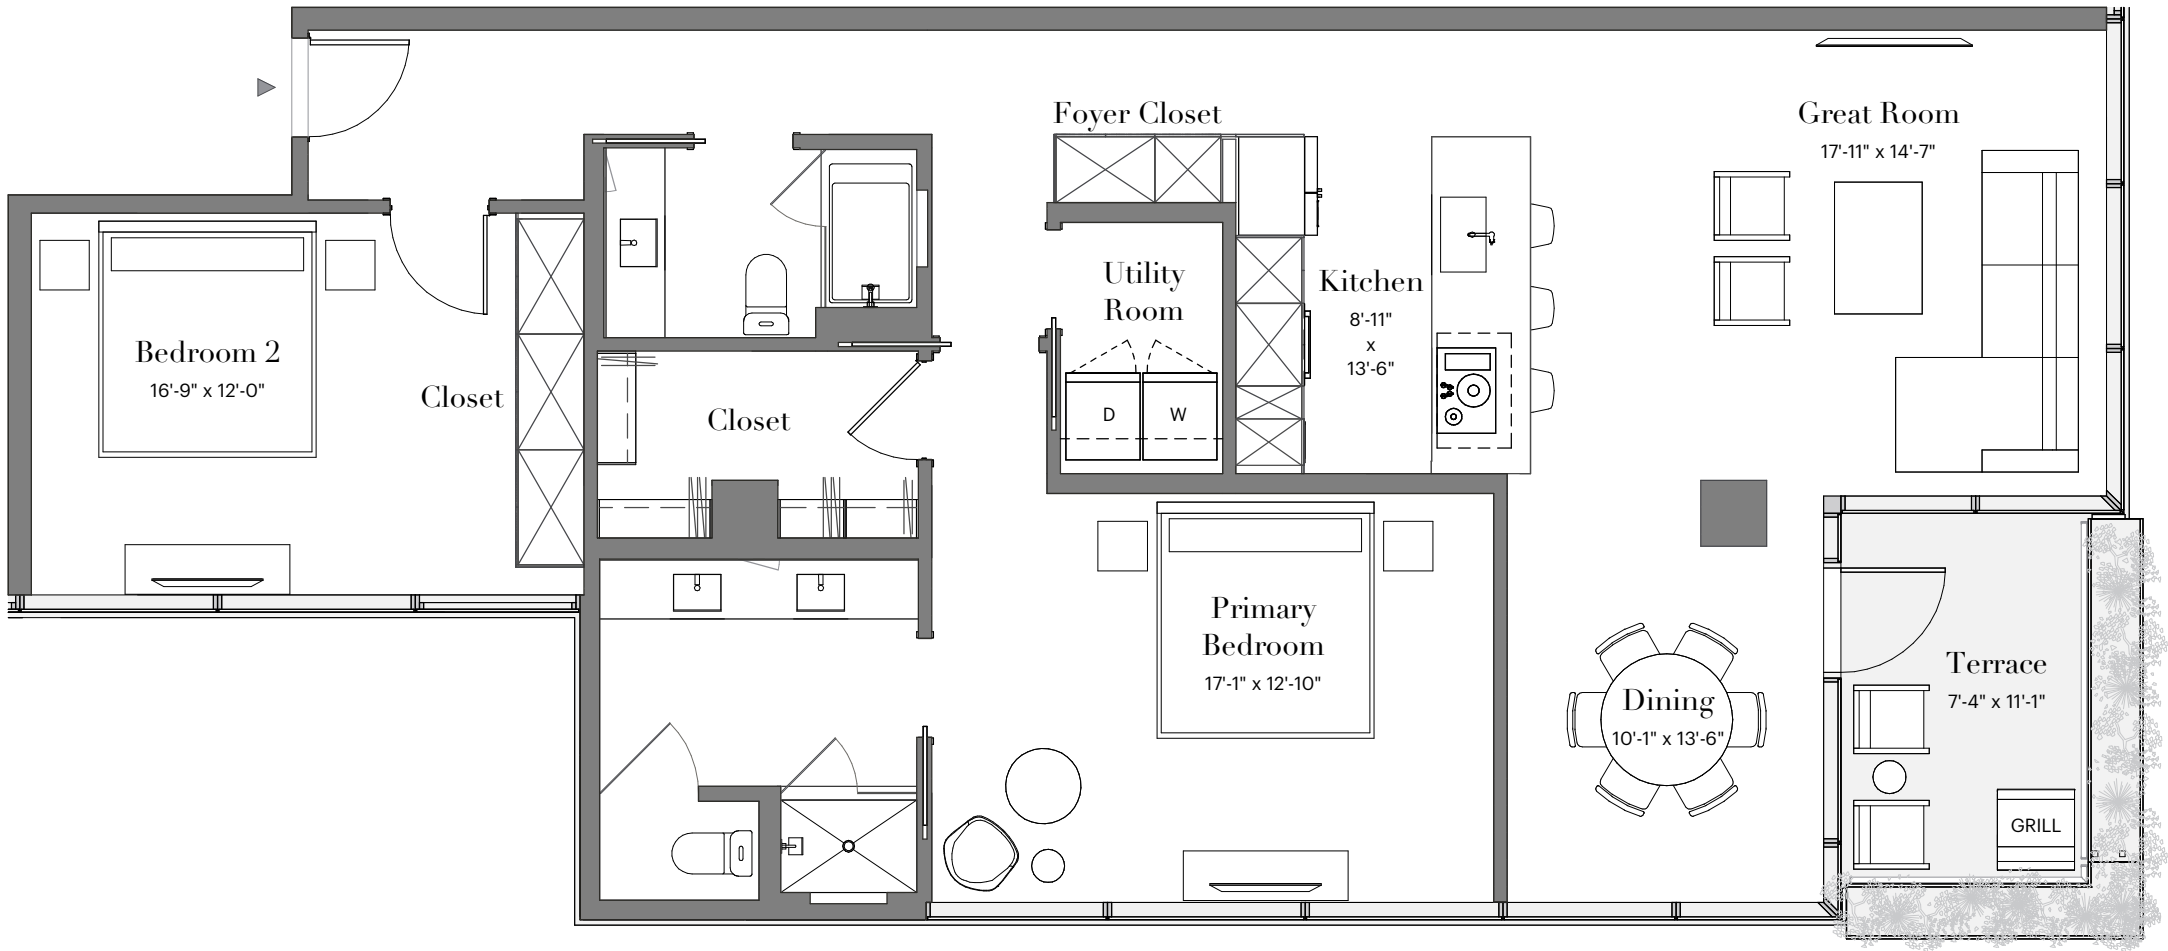 Foyer Closet
Great Room
17'-11" x 14'-7"
Utility
Room
Kitchen
8'-11"
x
13'-6"
Bedroom 2
16'-9" x 12'-0"
Closet
Closet
D
W
Primary
Bedroom
17'-1" x 12'-10"
Dining
10'-1" x 13'-6"
Terrace
7'-4" x 11'-1"
GRILL